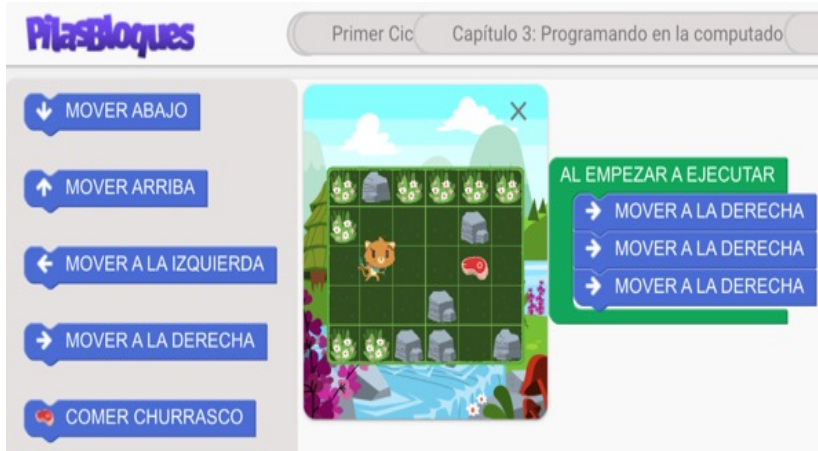 PilasBloques
Primer Cic
Capítulo 3: Programando en la computado
MOVER ABAJO
MOVER ARRIBA
MOVER A LA IZQUIERDA
MOVER A LA DERECHA
COMER CHURRASCO
AL EMPEZAR A EJECUTAR
MOVER A LA DERECHA
MOVER A LA DERECHA
MOVER A LA DERECHA